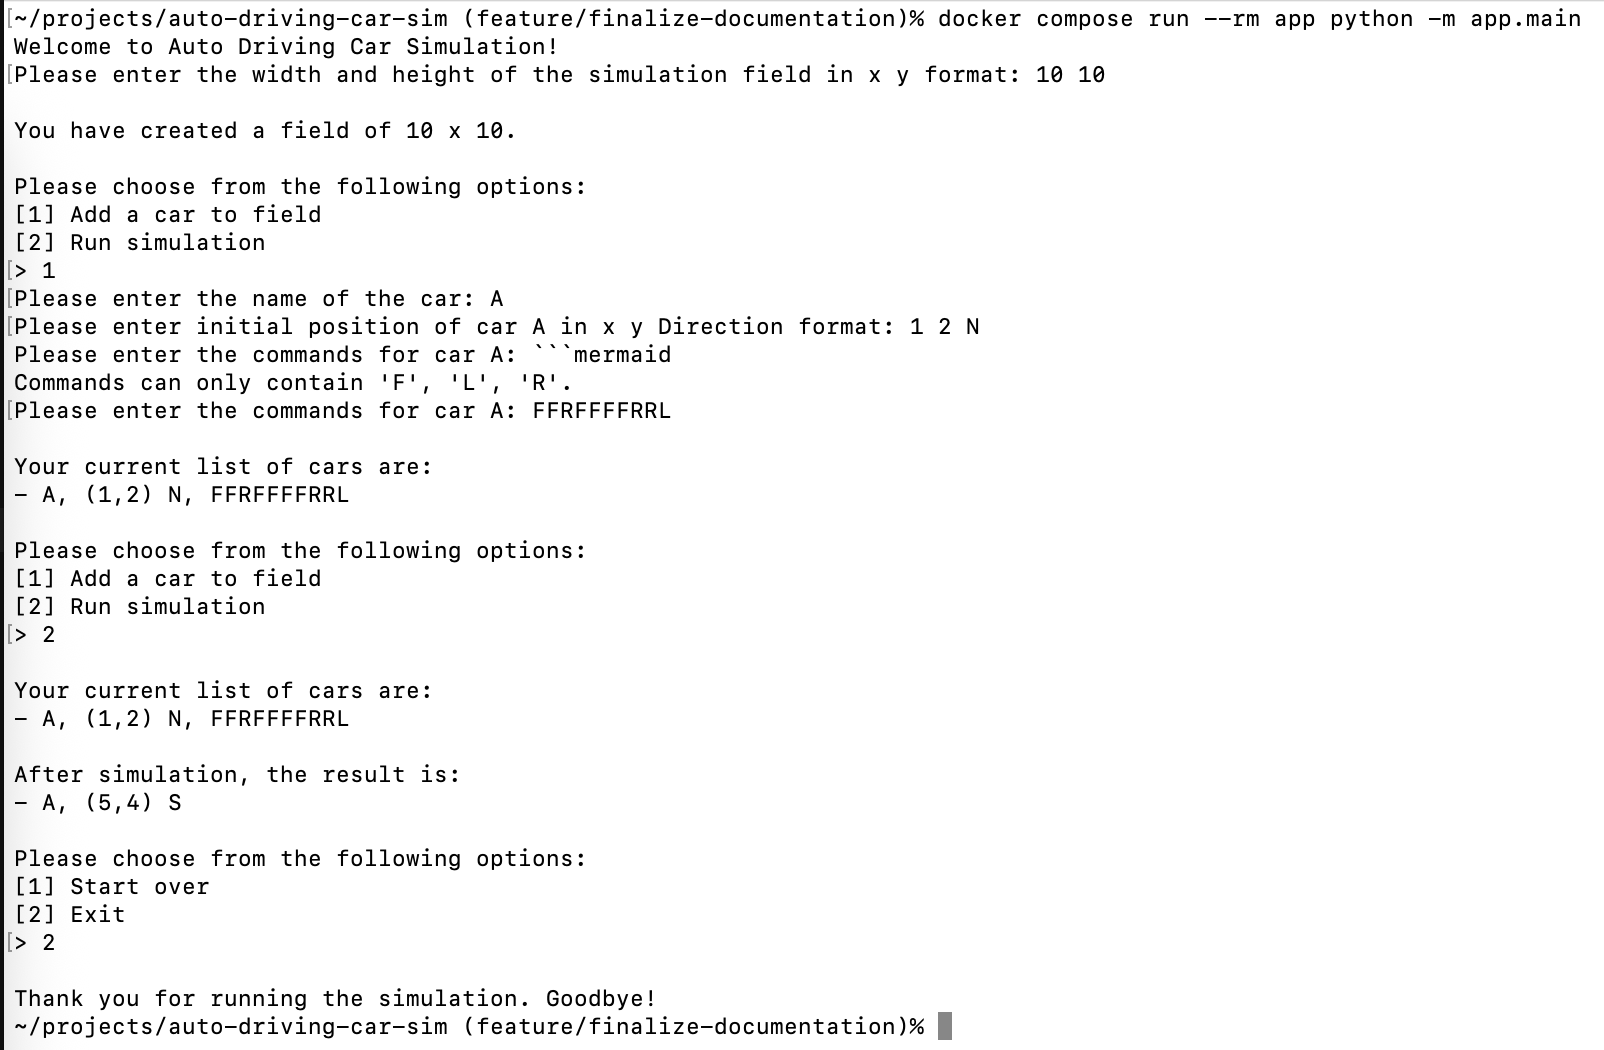 [~/projects/auto-driving-car-sim (feature/finalize-documentation)% docker compose run --rm app python -m app.main
Welcome to Auto Driving Car Simulation!
[Please enter the width and height of the simulation field in x y format: 10 10
You have created a field of 10 x 10.
Please choose from the following options:
[1] Add a car to field
[2] Run simulation
[> 1
[Please enter the name of the car: A
[Please enter initial position of car A in x y Direction format: 1 2 N
Please enter the commands for car A: ```mermaid
Commands can only contain 'F', 'L', 'R'.
[Please enter the commands for car A: FFRFFFFRRL
Your current list of cars are:
- A, (1,2) N, FFRFFFFRRL
Please choose from the following options:
[1] Add a car to field
[2] Run simulation
[> 2
Your current list of cars are:
- A, (1,2) N, FFRFFFFRRL
After simulation, the result is:
- A, (5,4) S
Please choose from the following options:
[1] Start over
[2] Exit
[> 2
Thank you for running the simulation. Goodbye!
~/projects/auto-driving-car-sim (feature/finalize-documentation)%